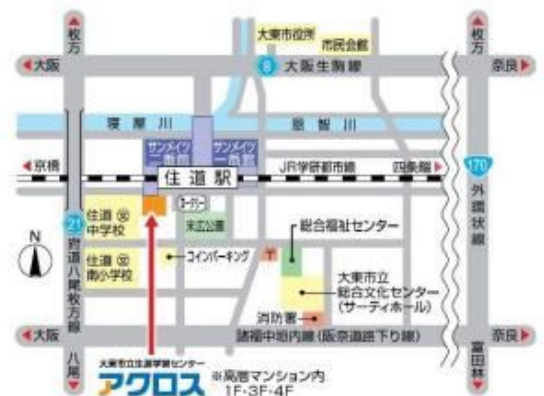 枚方
枚方
大東市役所
市民会館
大阪
8
大阪生駒線
奈良
寝屋川
恩智川
サンメイツ
二番館
サンメイツ
一番館
京橋
JR学研都市線
四条畷
住道駅
170
外環状線
ロータリー
住道
中学校
文
末広公園
総合福祉センター
21
府道八尾枚方線
N
住道
南小学校
文
コインパーキング
〒
大東市立
総合文化センター
(サーティホール)
消防署
大阪
諸福中垣内線(阪奈道路下り線)
奈良
八尾
富田林
大東市立生涯学習センター
アクロス
※高層マンション内
1F・3F・4F